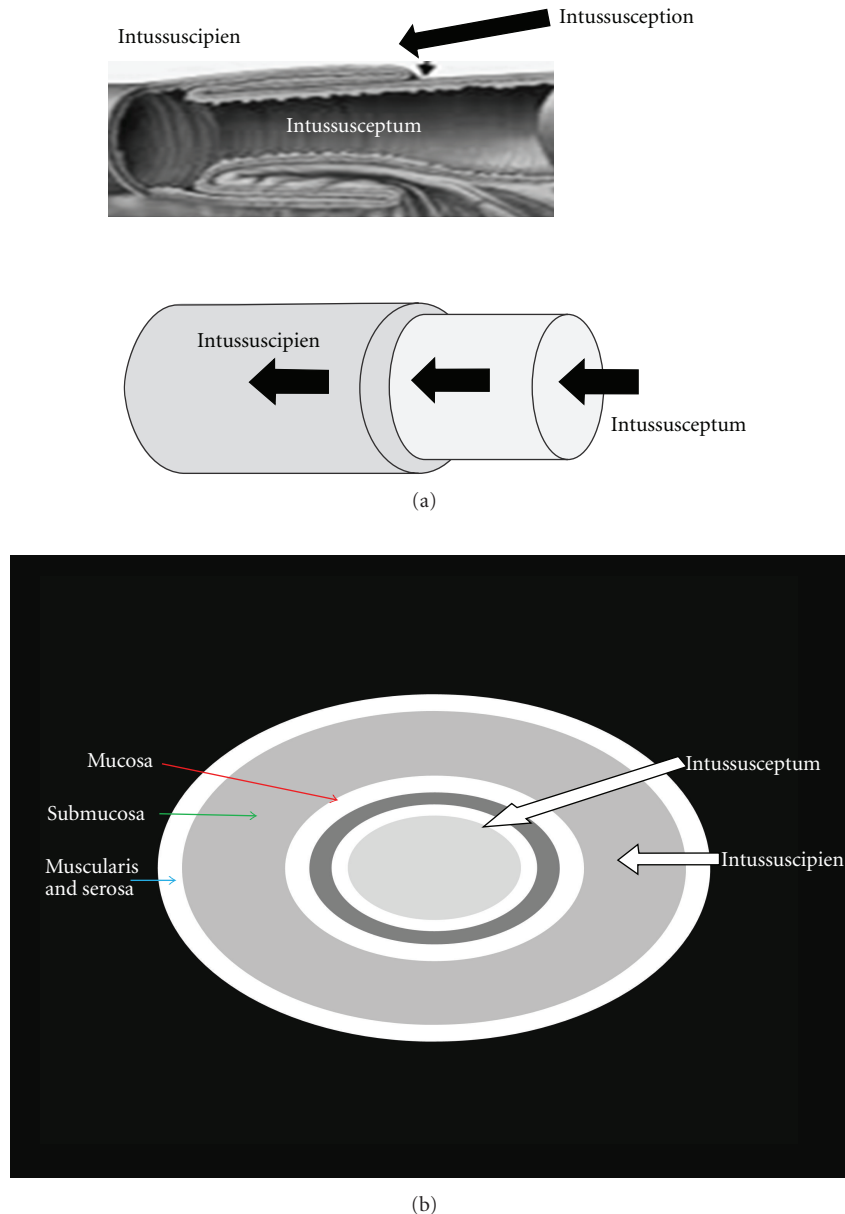 Intussusception
Intussuscipien
Intussusceptum
Intussuscipien
Intussusceptum
(a)
Mucosa
Intussusceptum
Submucosa
Intussuscipien
Muscularis
and serosa
(b)